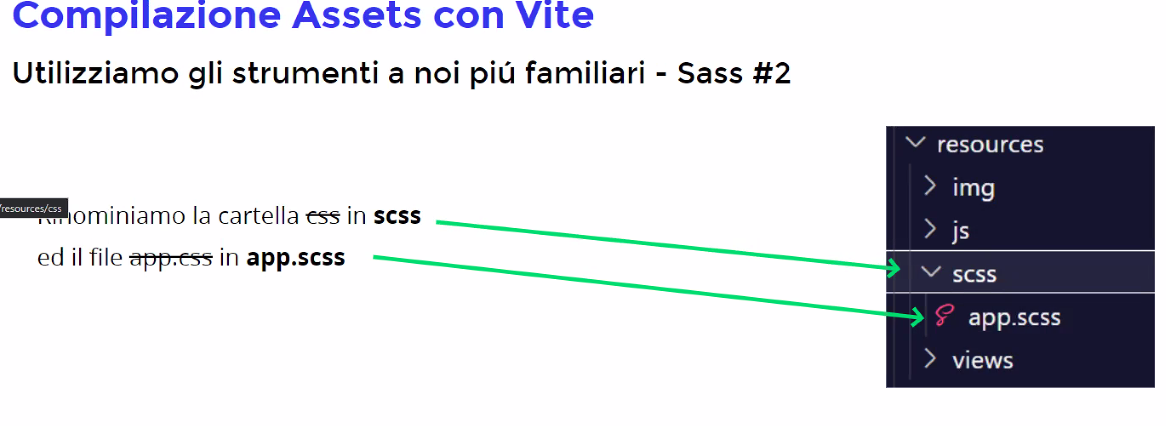 Compilazione Assets con Vite
Utilizziamo gli strumenti a noi piú familiari - Sass #2
resources
img
js
/resources/css
Rinominiamo la cartella css in scss
scss
ed il file app.css in app.scss
app.scss
views